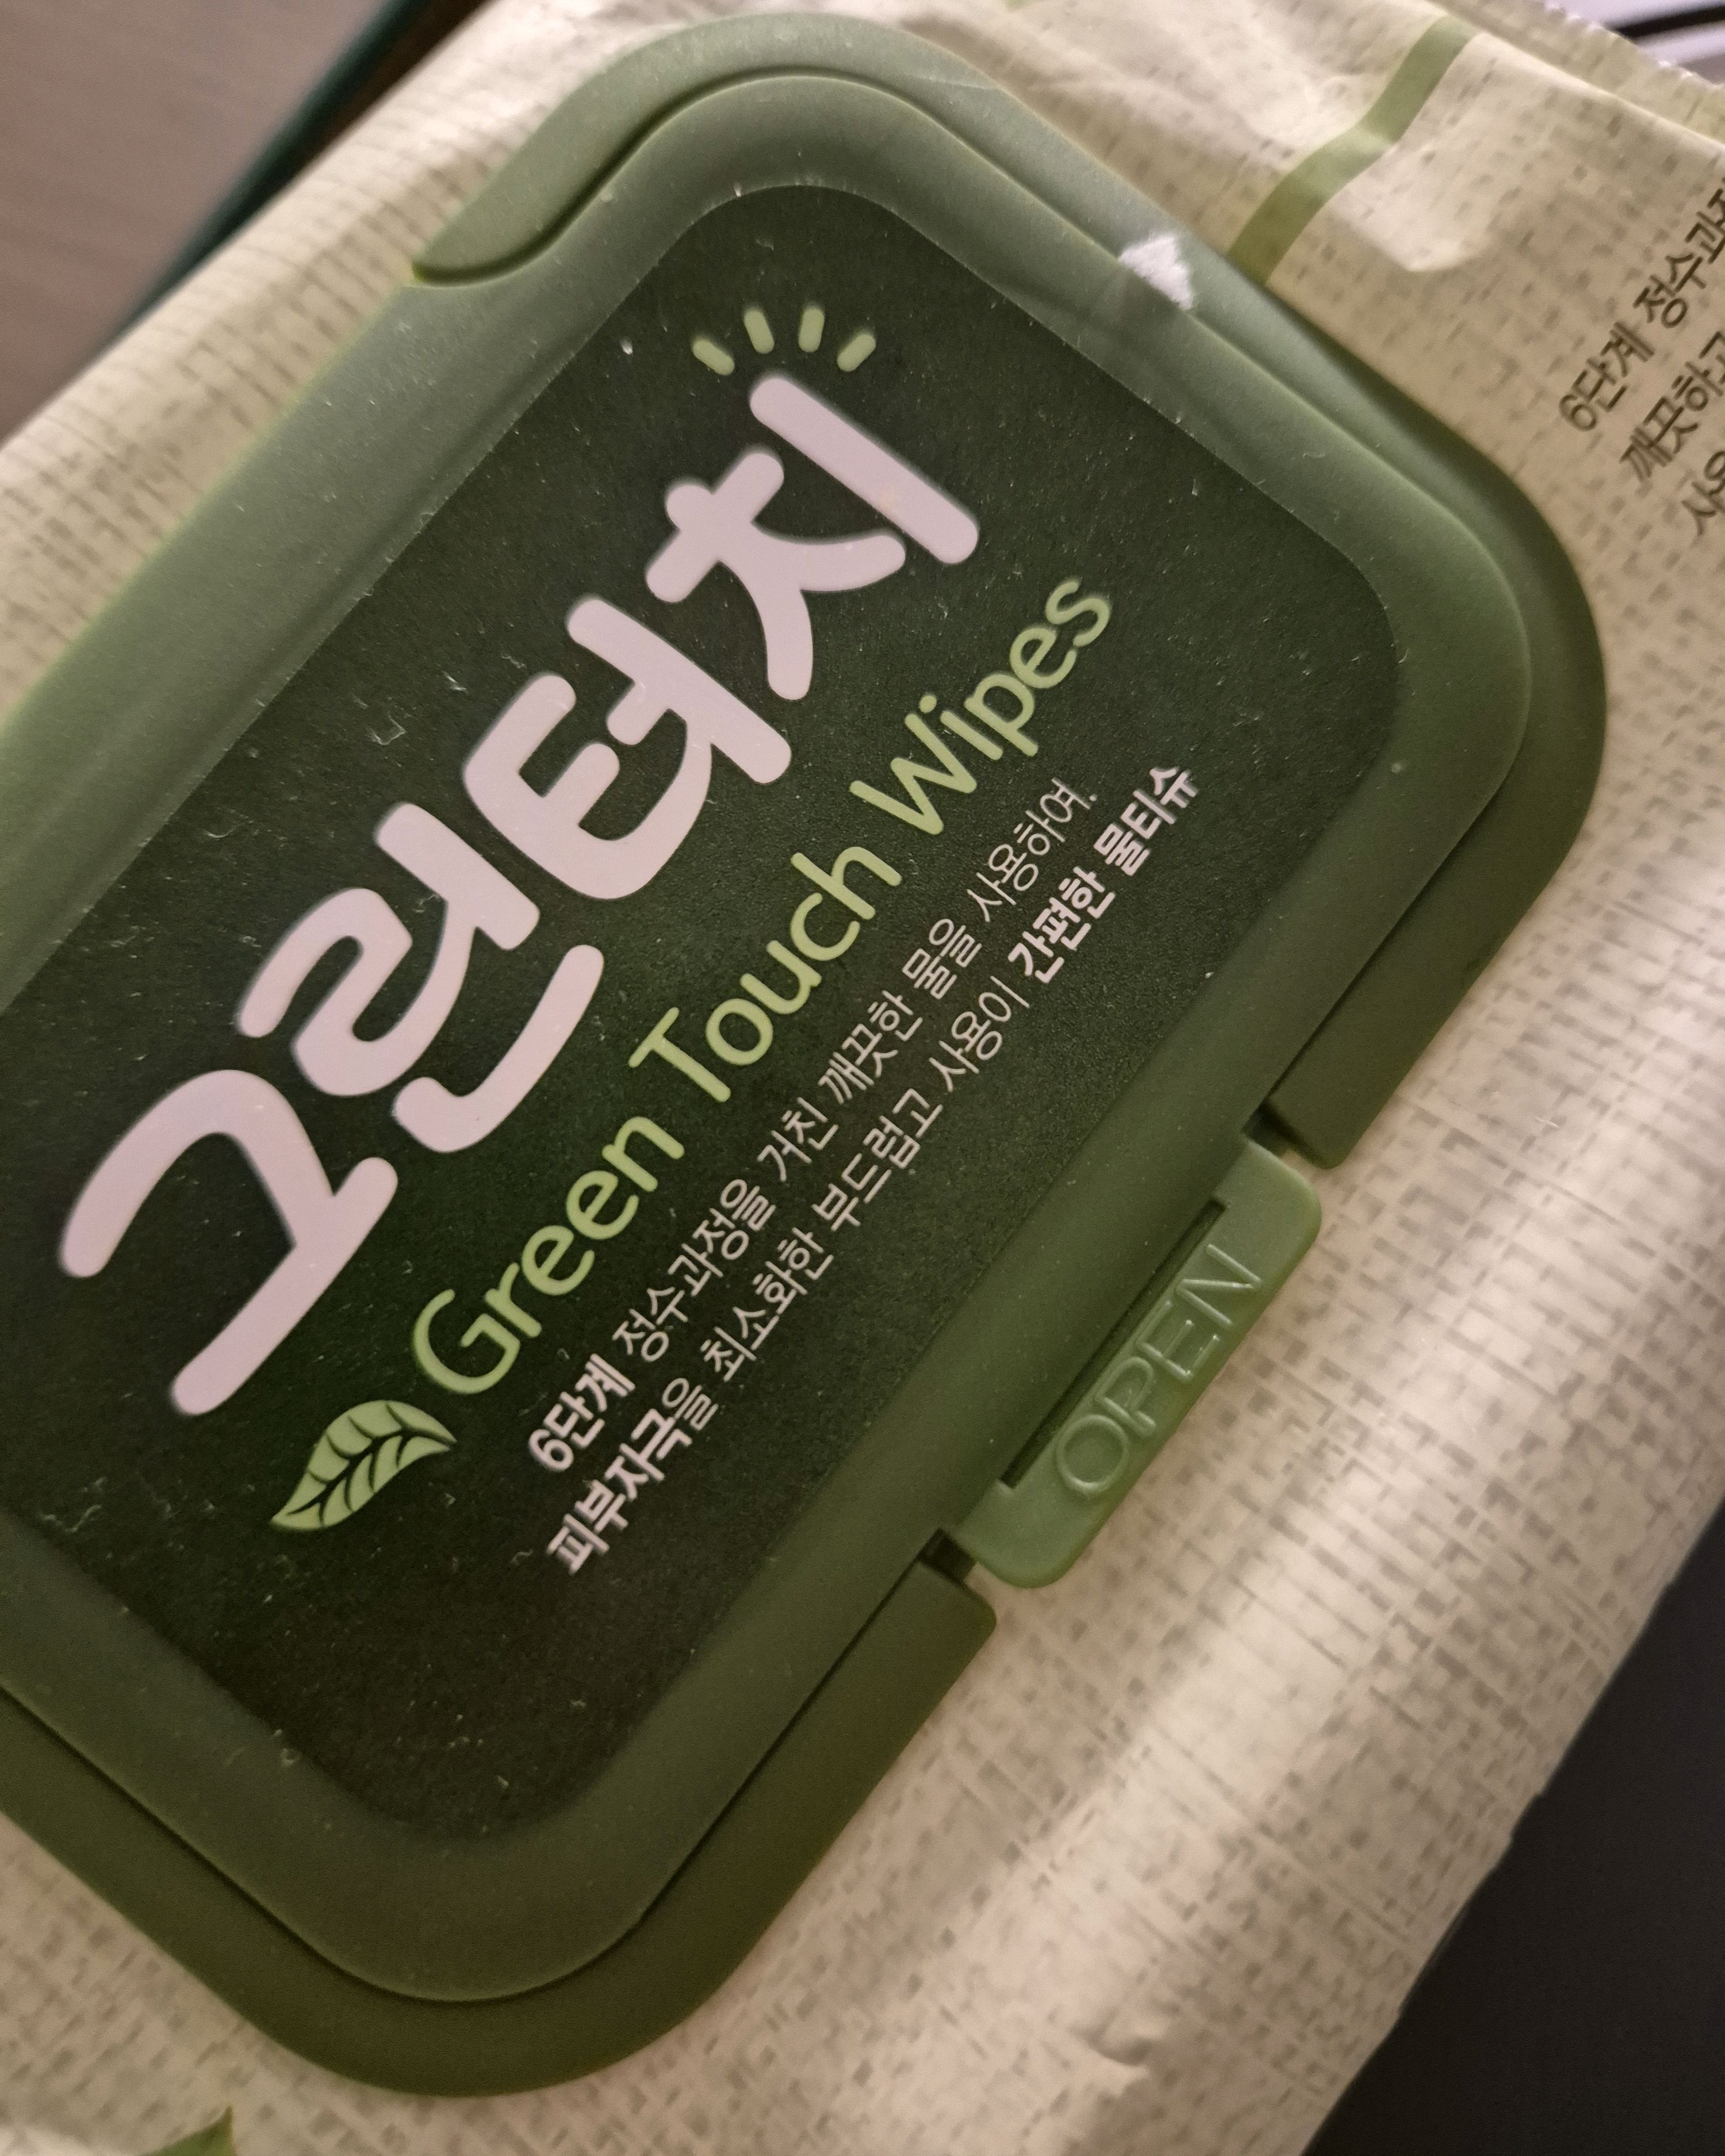 그린터치
Green Touch Wipes
6단계 정수과정을 거친 깨끗한 물을 사용하여.
피부자극을 최소화한 부드럽고 사용이 간편한 물티슈
OPEN
6단계 정수과정
깨끗하고